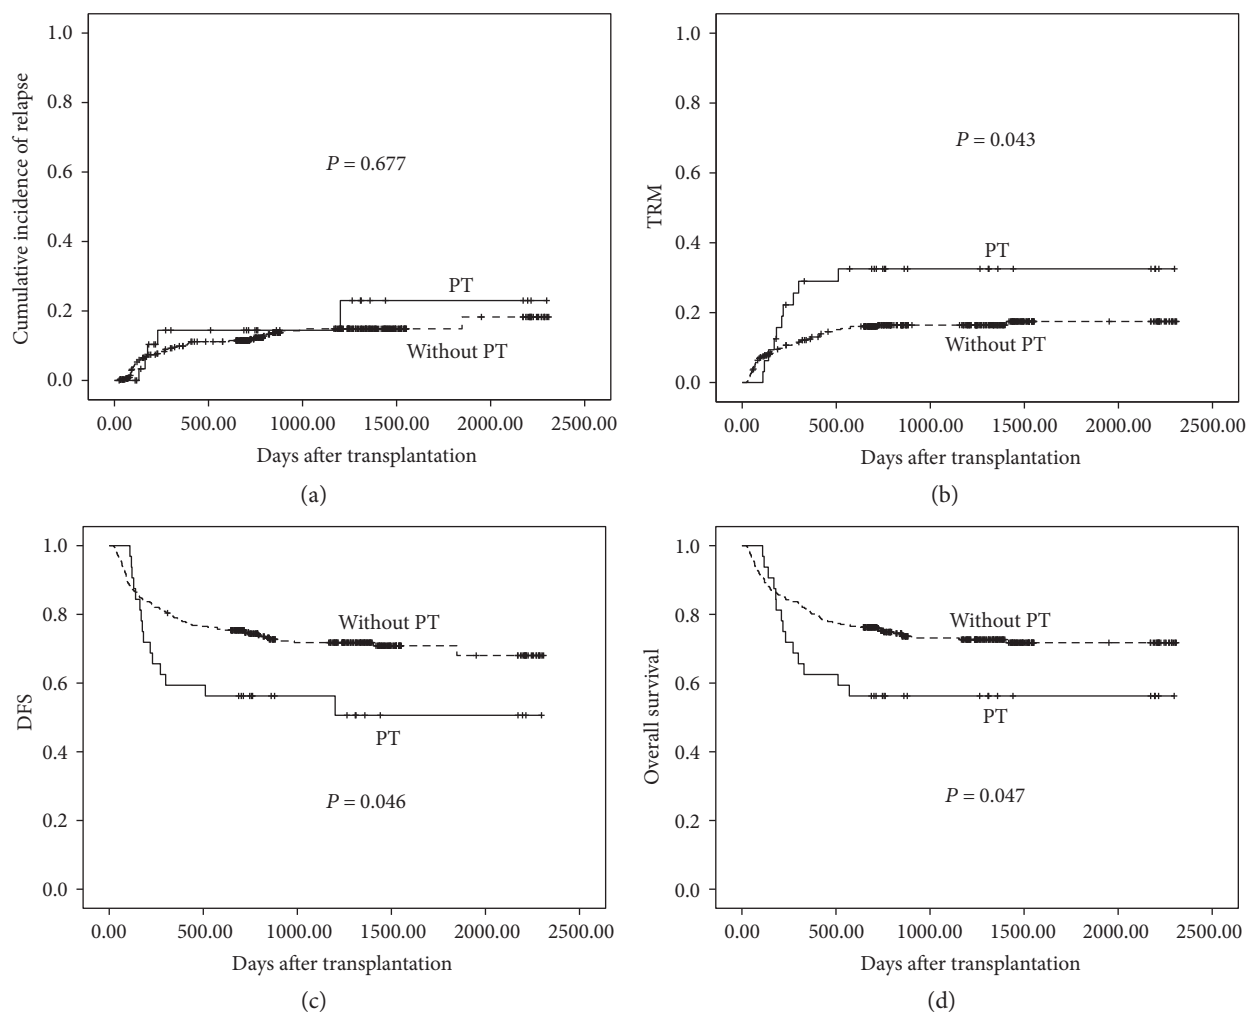 Cumulative incidence of relapse
1.0
0.8
0.6
0.4
0.2
0.0
P = 0.677
PT
Without PT
0.00 500.00 1000.00 1500.00 2000.00 2500.00
Days after transplantation
(a)
TRM
1.0
0.8
0.6
0.4
0.2
0.0
P = 0.043
PT
Without PT
0.00 500.00 1000.00 1500.00 2000.00 2500.00
Days after transplantation
(b)
DFS
1.0
0.8
0.6
0.4
0.2
0.0
Without PT
PT
P = 0.046
0.00 500.00 1000.00 1500.00 2000.00 2500.00
Days after transplantation
(c)
Overall survival
1.0
0.8
0.6
0.4
0.2
0.0
Without PT
PT
P = 0.047
0.00 500.00 1000.00 1500.00 2000.00 2500.00
Days after transplantation
(d)